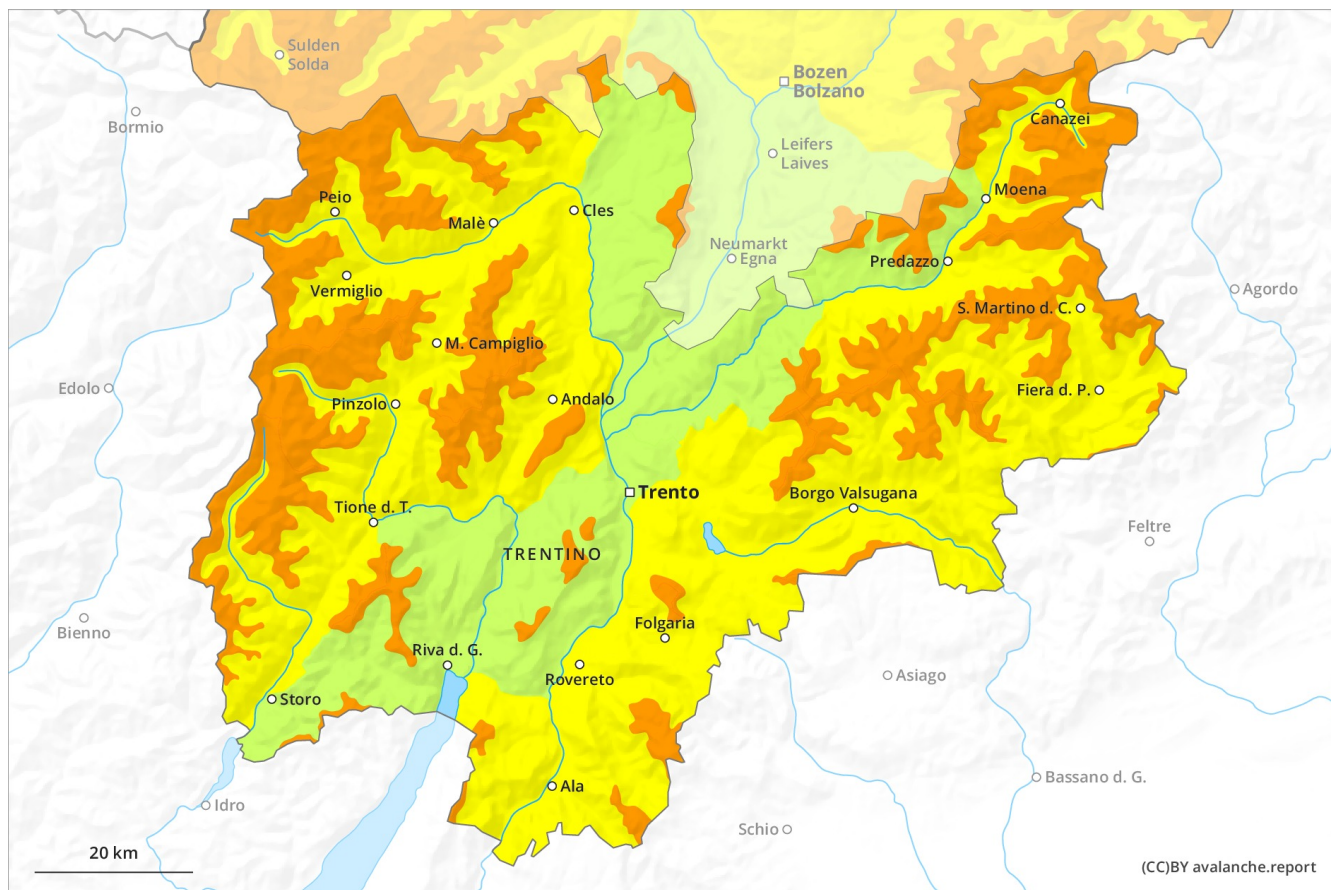 Sulden
Solda
Bozen
Bolzano
Bormio
Canazei
Leifers
Laives
Moena
Peio
Malè
Cles
Neumarkt
Egna
Predazzo
Vermiglio
Agordo
S. Martino d. C.
M. Campiglio
Edolo
Pinzolo
Andalo
Fiera d. P.
Trento
Borgo Valsugana
Tione d. T.
Feltre
TRENTINO
Bienno
Folgaria
Riva d. G.
Rovereto
Asiago
Storo
Bassano d. G.
Ala
Idro
Schio
20 km
(CC)BY avalanche.report